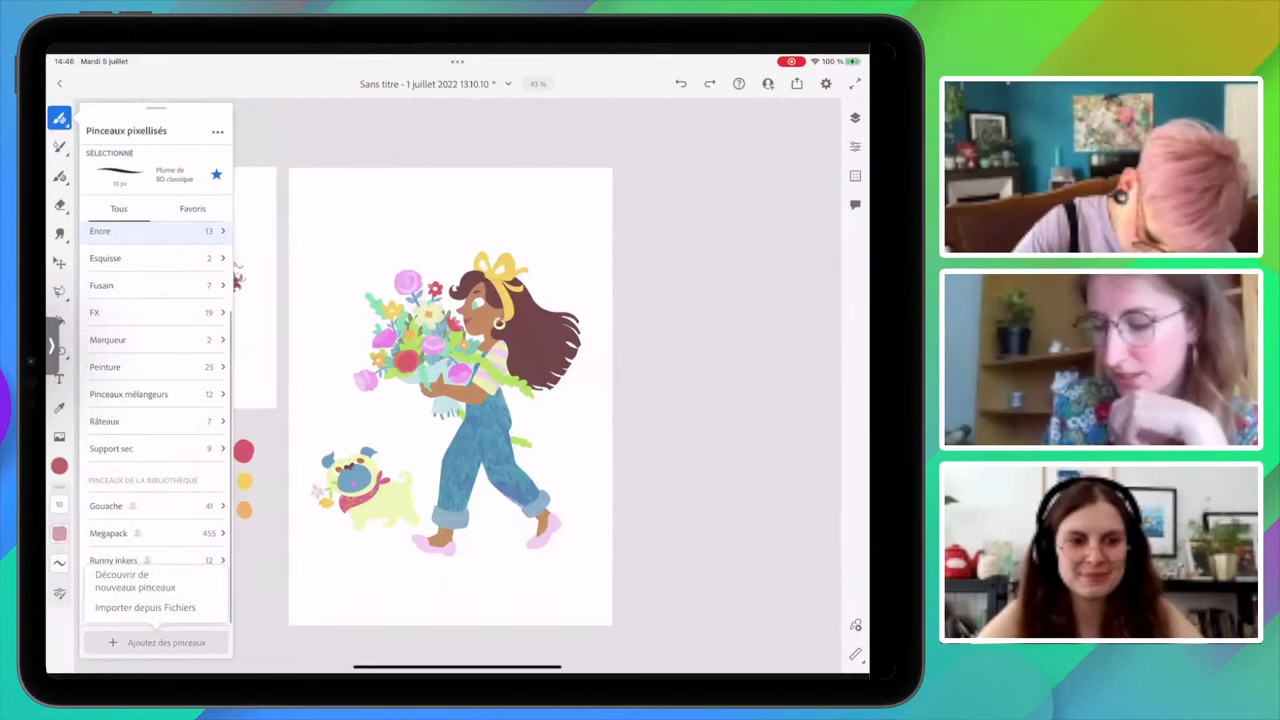 14:46 Mardi 5 juillet
100 %
Sans titre - 1 juillet 2022 13.10.10 *
43 %
Pinceaux pixellisés
SÉLECTIONNÉ
10 px
Plume de
BD classique
Tous
Favoris
Encre 13
Esquisse 2
Fusain 7
FX 19
Marqueur 2
Peinture 25
Pinceaux mélangeurs 12
Râteaux 7
Support sec 9
PINCEAUX DE LA BIBLIOTHÈQUE
Gouache 41
Megapack 455
Runny inkers 12
Découvrir de
nouveaux pinceaux
Importer depuis Fichiers
+ Ajoutez des pinceaux
T
10